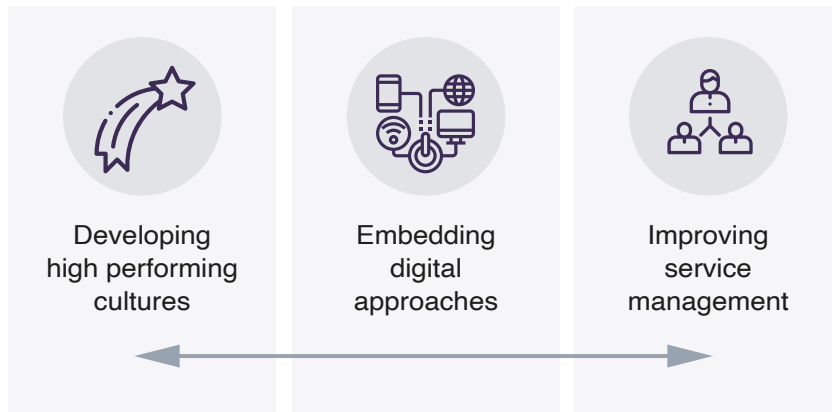 Developing
high performing
cultures
Embedding
digital
approaches
Improving
service
management